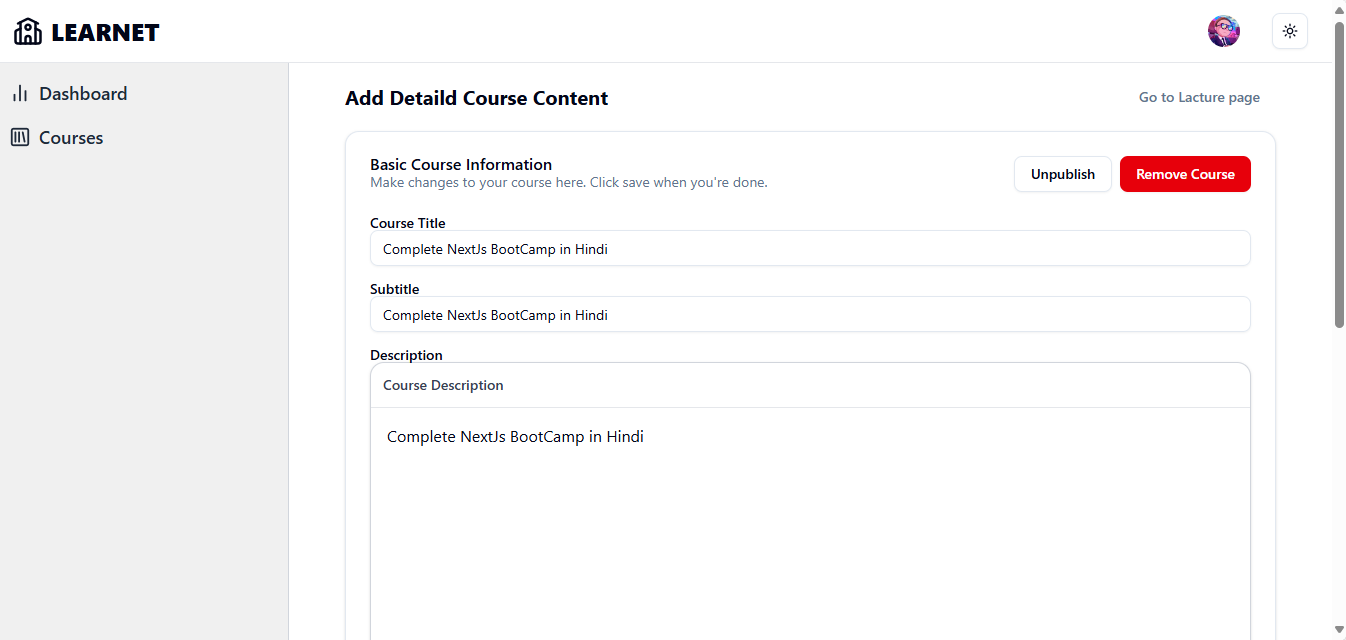 LEARNET
Dashboard
Courses
Add Detaild Course Content
Go to Lacture page
Basic Course Information
Make changes to your course here. Click save when you're done.
Unpublish
Remove Course
Course Title
Complete NextJs BootCamp in Hindi
Subtitle
Complete NextJs BootCamp in Hindi
Description
Course Description
Complete NextJs BootCamp in Hindi